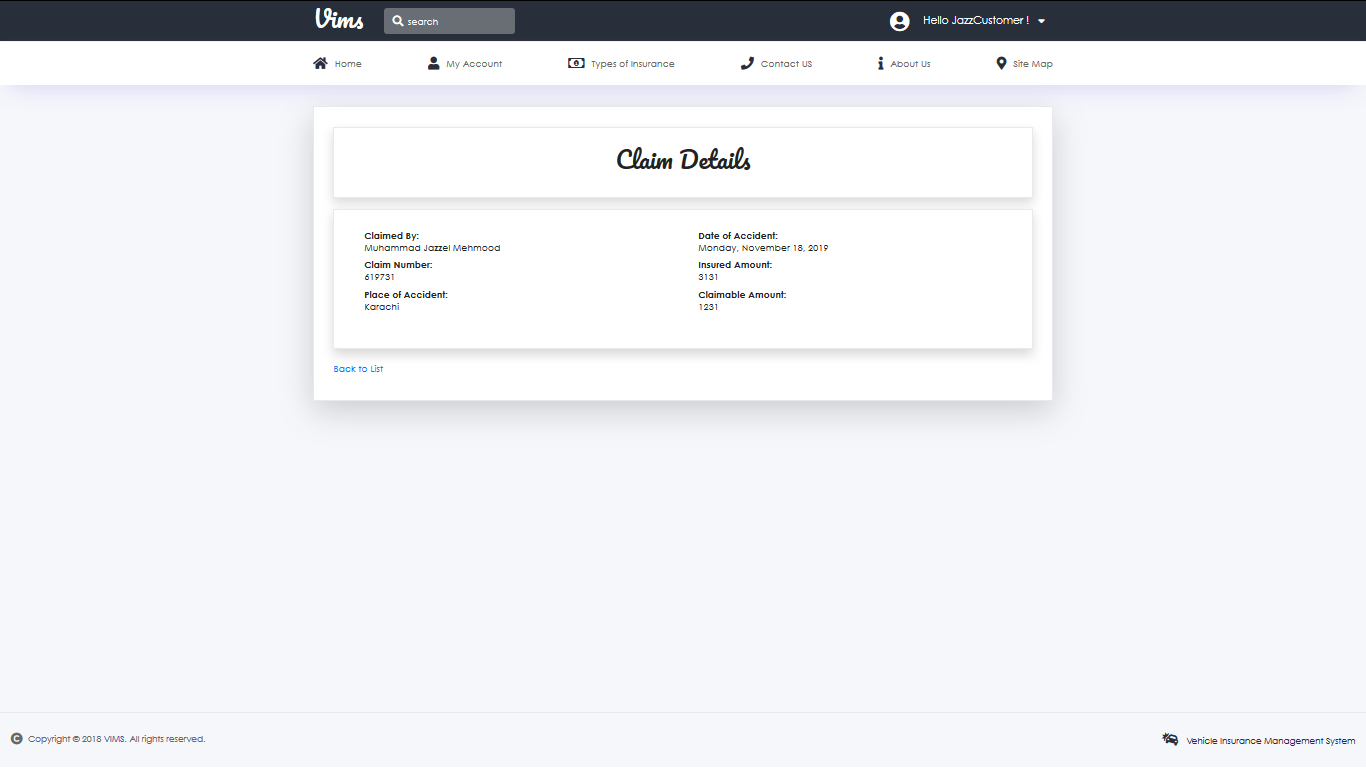 Vims
search
Hello JazzCustomer !
Home
My Account
Types of Insurance
Contact US
About Us
Site Map
Claim Details
Claimed By:
Muhammad Jazzel Mehmood
Claim Number:
619731
Place of Accident:
Karachi
Date of Accident:
Monday, November 18, 2019
Insured Amount:
3131
Claimable Amount:
1231
Back to List
Copyright © 2018 VIMS. All rights reserved.
Vehicle Insurance Management System